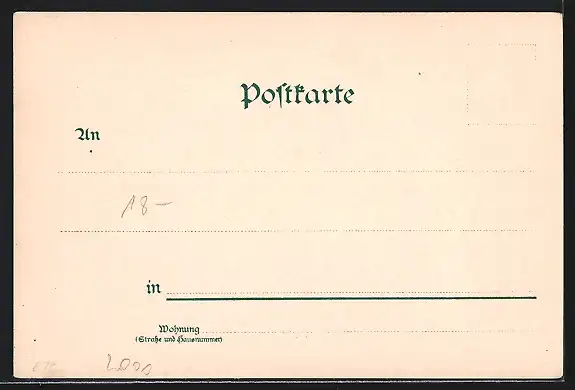 Postkarte
An
18-
in
Wohnung
(Straße und Hausnummer)